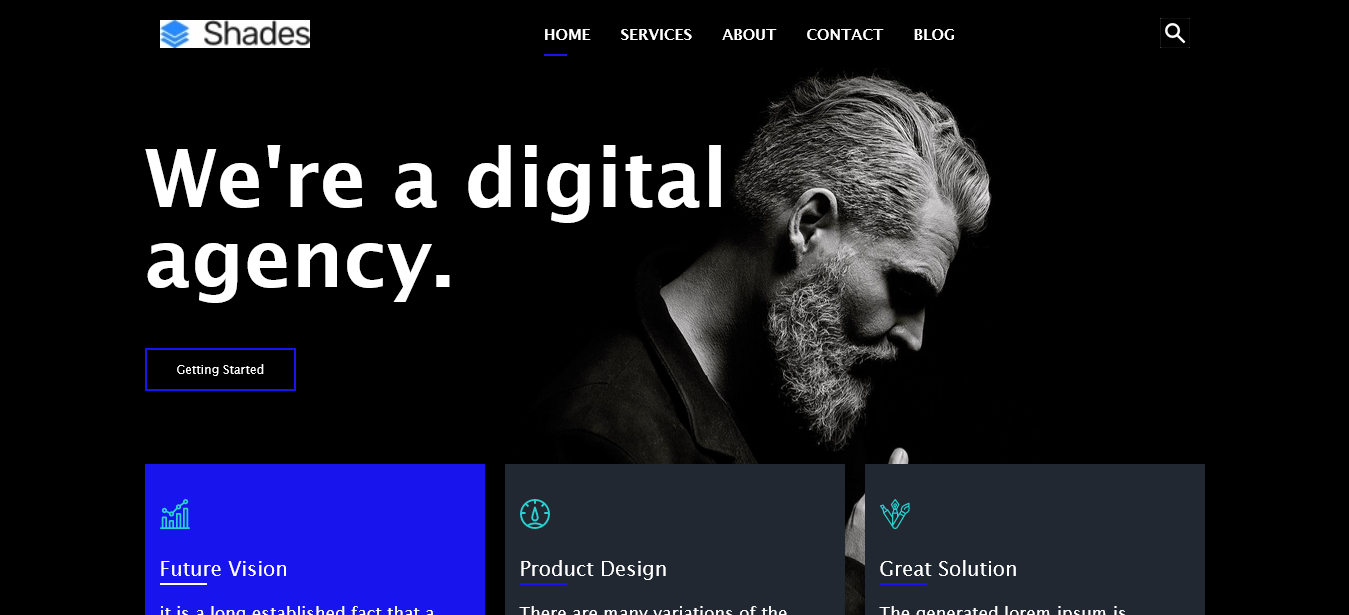 Shades
HOME SERVICES ABOUT CONTACT BLOG
We're a digital
agency.
Getting Started
Future Vision
Product Design
Great Solution
it is a long established fact that a
There are many variations of the
The generated lorem ipsum is